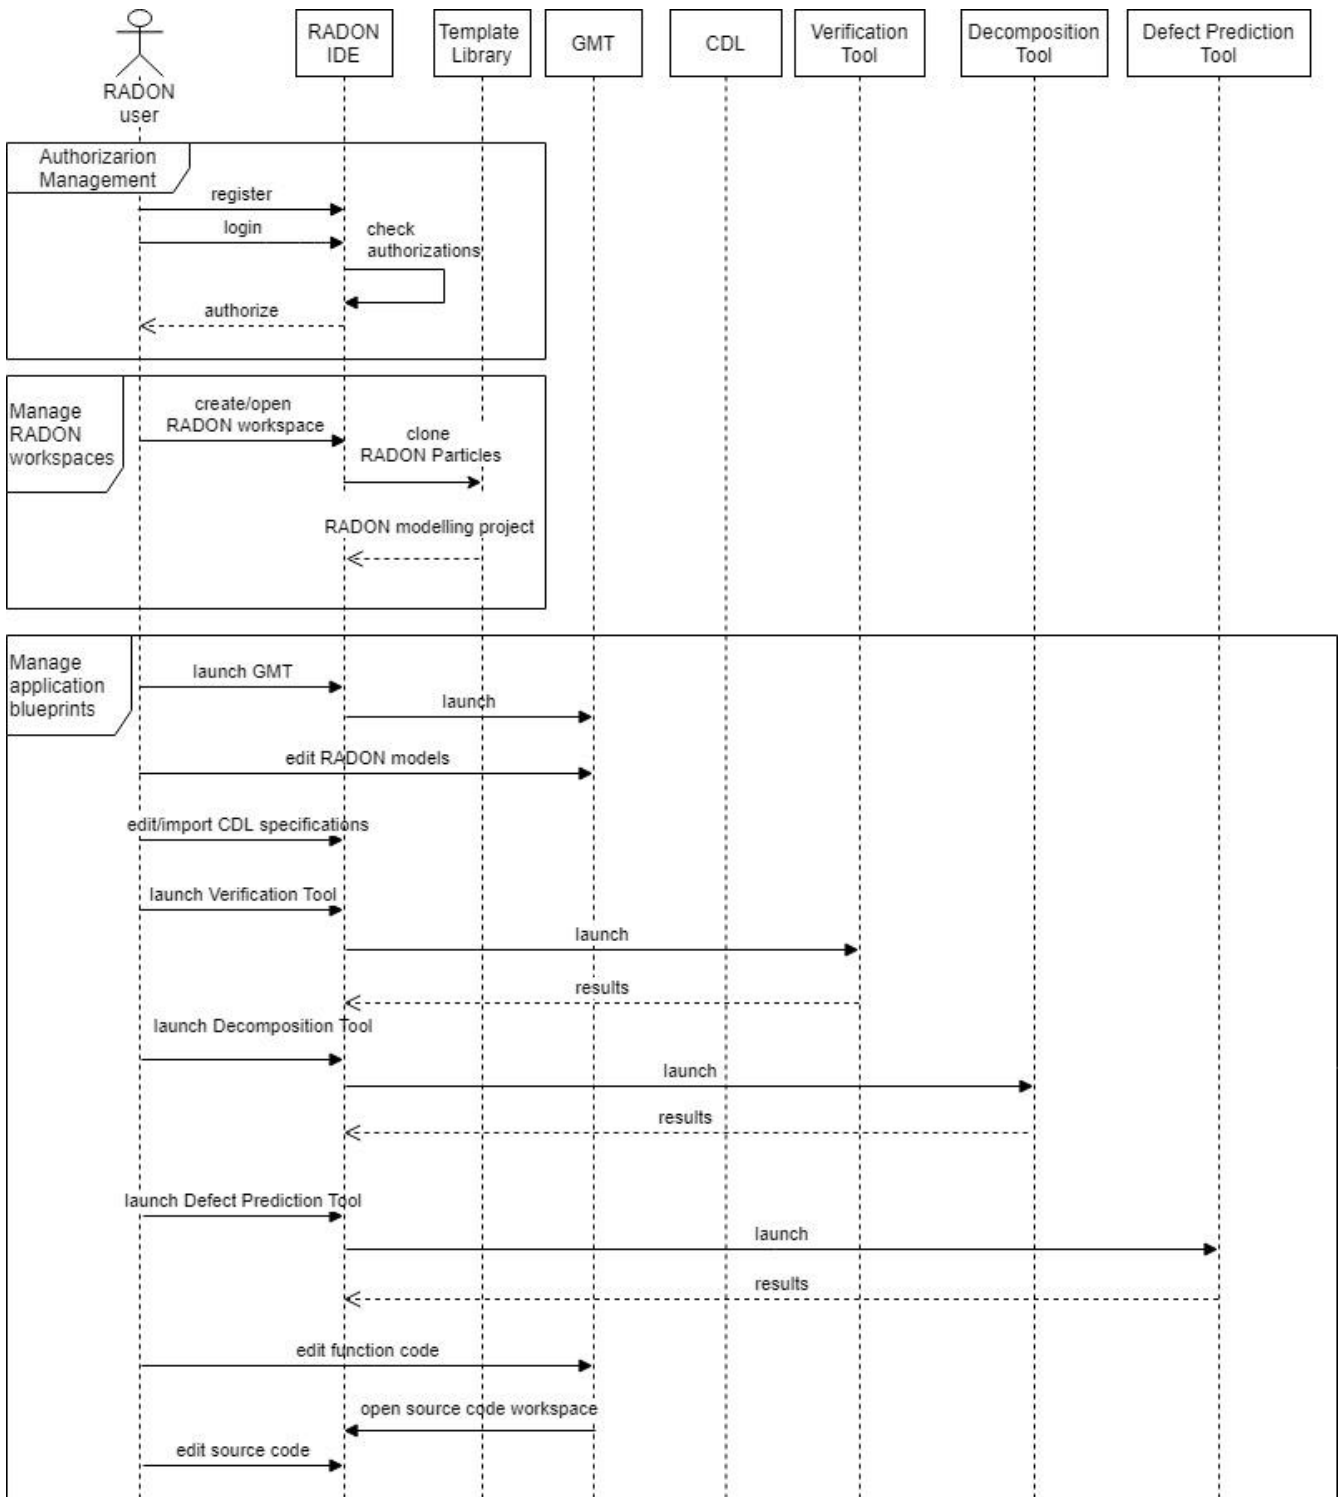 RADON
user
RADON
IDE
Template
Library
GMT
CDL
Verification
Tool
Decomposition
Tool
Defect Prediction
Tool
Authorizarion
Management
register
login
check
authorizations
authorize
Manage
RADON
workspaces
create/open
RADON workspace
clone
RADON Particles
RADON modelling project
Manage
application
blueprints
launch GMT
launch
edit RADON models
edit/import CDL specifications
launch Verification Tool
launch
results
launch Decomposition Tool
launch
results
launch Defect Prediction Tool
launch
results
edit function code
open source code workspace
edit source code